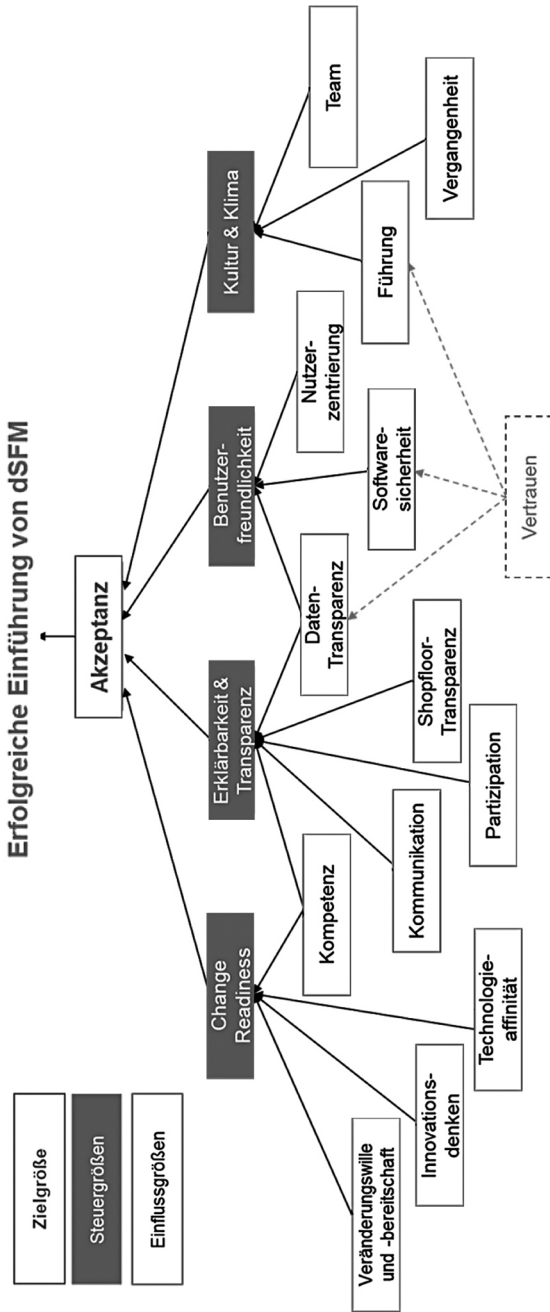 Erfolgreiche Einführung von dSFM
Zielgröße
Steuergrößen
Einflussgrößen
Akzeptanz
Change
Readiness
Erklärbarkeit &
Transparenz
Benutzer-
freundlichkeit
Kultur & Klima
Veränderungswille
und -bereitschaft
Innovations-
denken
Technologie-
affinität
Kompetenz
Kommunikation
Partizipation
Shopfloor-
Transparenz
Daten-
Transparenz
Software-
sicherheit
Nutzer-
zentrierung
Führung
Vergangenheit
Team
Vertrauen